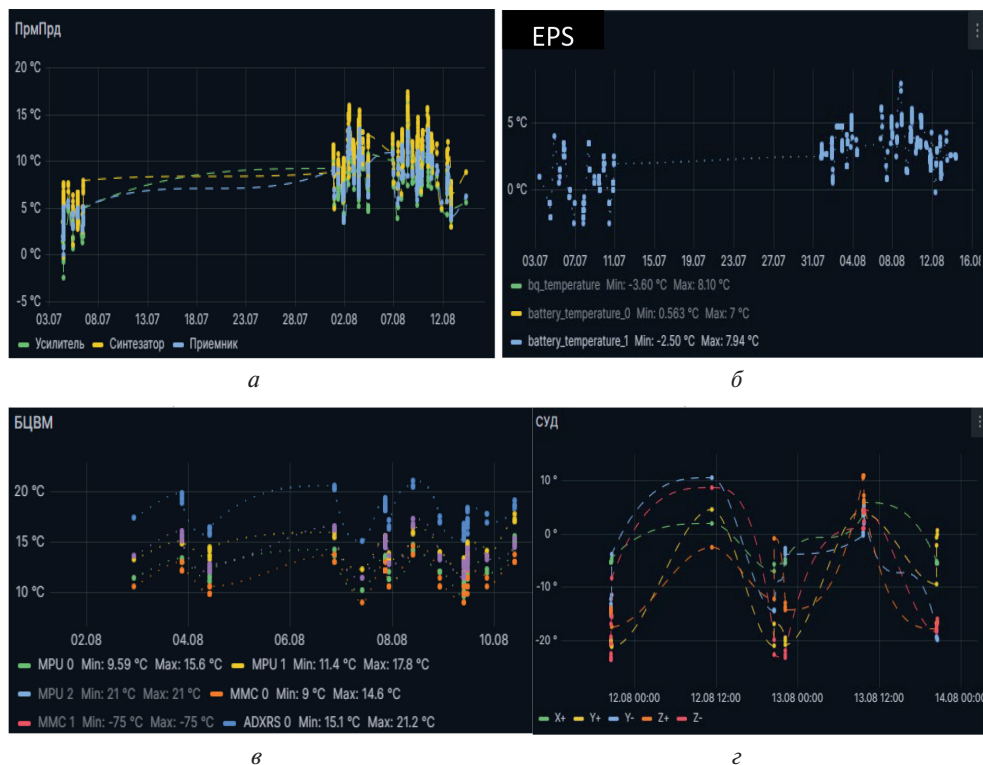 ПрмПрд
20 °C
15 °C
10 °C
5 °C
0 °C
-5 °C
03.07 08.07 13.07 18.07 23.07 28.07 02.08 07.08 12.08
Усилитель Синтезатор Приемник
а
EPS
5 °C
0 °C
03.07 07.07 11.07 15.07 19.07 23.07 27.07 31.07 04.08 08.08 12.08 16.08
bq_temperature Min: -3.60 °C Max: 8.10 °C
battery_temperature_0 Min: 0.563 °C Max: 7 °C
battery_temperature_1 Min: -2.50 °C Max: 7.94 °C
б
БЦВМ
20 °C
15 °C
10 °C
02.08 04.08 06.08 08.08 10.08
MPU 0 Min: 9.59 °C Max: 15.6 °C MPU 1 Min: 11.4 °C Max: 17.8 °C
MPU 2 Min: 21 °C Max: 21 °C MMC 0 Min: 9 °C Max: 14.6 °C
MMC 1 Min: -75 °C Max: -75 °C ADXRS 0 Min: 15.1 °C Max: 21.2 °C
в
СУД
10 °
0 °C
-10 °C
-20 °
12.08 00:00 12.08 12:00 13.08 00:00 13.08 12:00 14.08 00:00
X+ Y+ Y- Z+ Z-
г